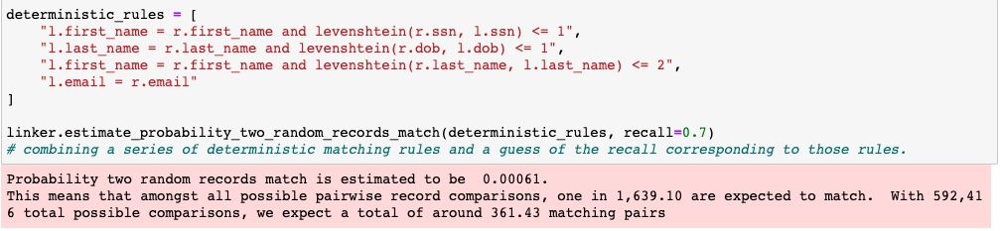 deterministic_rules = [
    "l.first_name = r.first_name and levenshtein(r.ssn, l.ssn) <= 1",
    "l.last_name = r.last_name and levenshtein(r.dob, l.dob) <= 1",
    "l.first_name = r.first_name and levenshtein(r.last_name, l.last_name) <= 2",
    "l.email = r.email"
]
linker.estimate_probability_two_random_records_match(deterministic_rules, recall=0.7)
# combining a series of deterministic matching rules and a guess of the recall corresponding to those rules.
Probability two random records match is estimated to be  0.00061.
This means that amongst all possible pairwise record comparisons, one in 1,639.10 are expected to match.  With 592,41
6 total possible comparisons, we expect a total of around 361.43 matching pairs